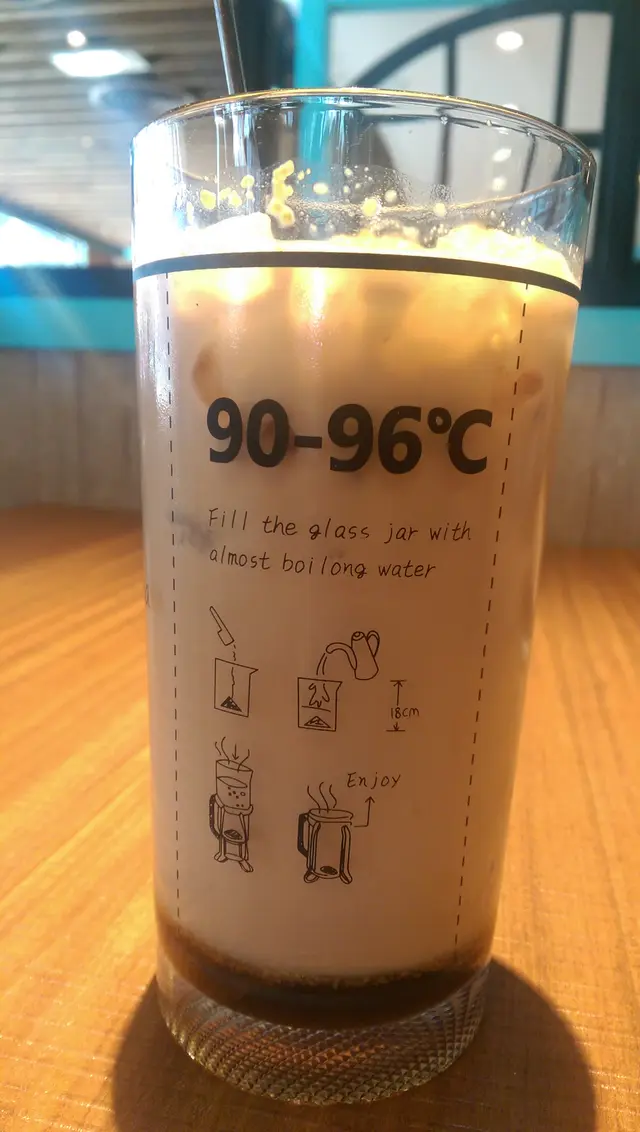 90-96°C
Fill the glass jar with
almost boilong water
18cm
Enjoy